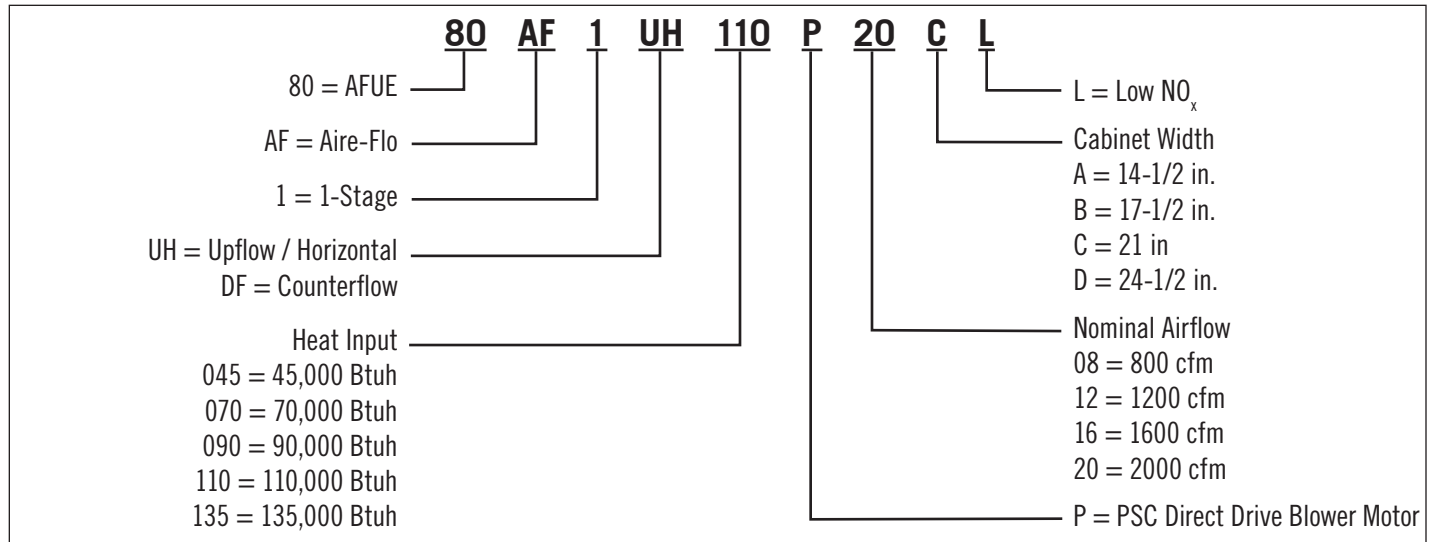 80 AF 1 UH 110 P 20 C L
80 = AFUE
AF = Aire-Flo
1 = 1-Stage
UH = Upflow / Horizontal
DF = Counterflow
Heat Input
045 = 45,000 Btuh
070 = 70,000 Btuh
090 = 90,000 Btuh
110 = 110,000 Btuh
135 = 135,000 Btuh
L = Low NOx
Cabinet Width
A = 14-1/2 in.
B = 17-1/2 in.
C = 21 in
D = 24-1/2 in.
Nominal Airflow
08 = 800 cfm
12 = 1200 cfm
16 = 1600 cfm
20 = 2000 cfm
P = PSC Direct Drive Blower Motor